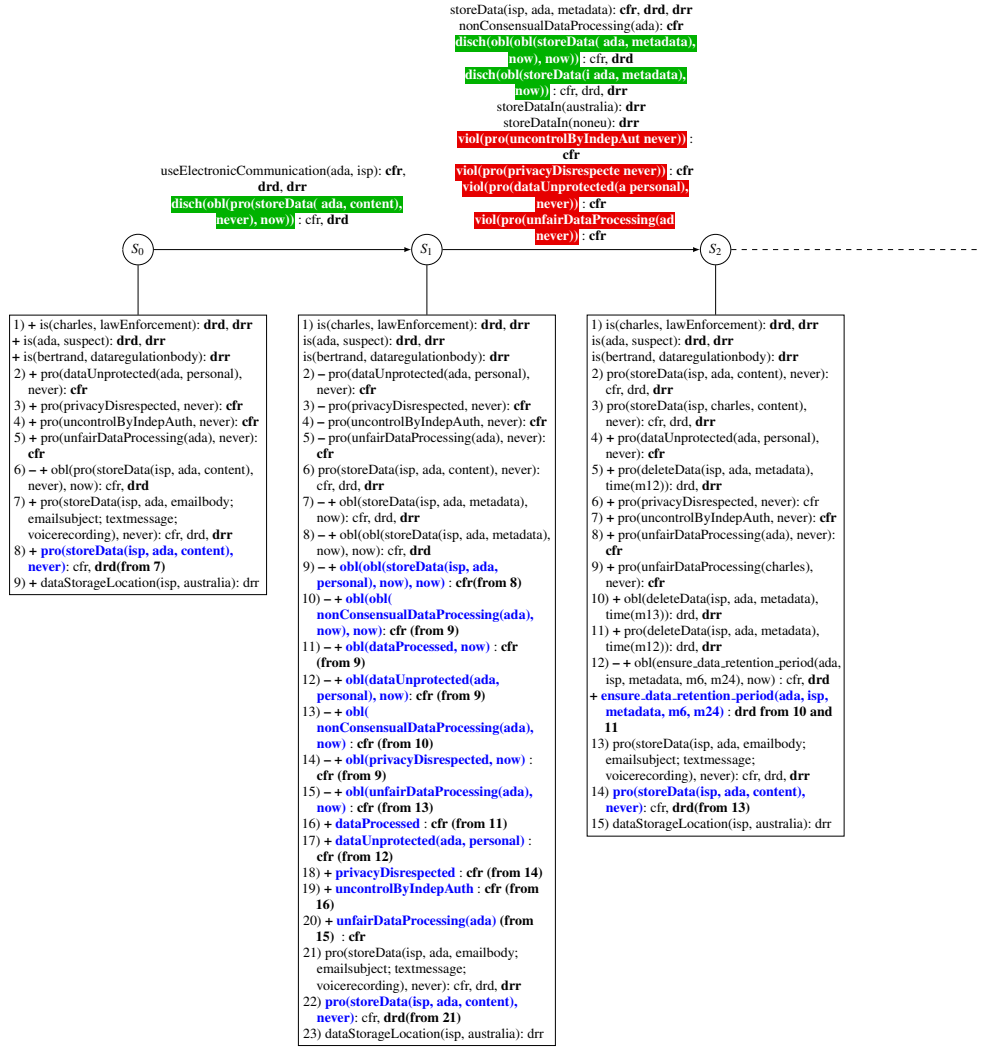 storeData(isp, ada, metadata): cfr, drd, drr
nonConsensualDataProcessing(ada): cfr
disch(obl(obl(storeData( ada, metadata),
now), now)) : cfr, drd
disch(obl(storeData(i ada, metadata),
now)) : cfr, drd, drr
storeDataIn(australia): drr
storeDataIn(noneu): drr
viol(pro(uncontrolByIndepAut never)) :
cfr
viol(pro(privacyDisrespecte never)) : cfr
viol(pro(dataUnprotected(a personal),
never)) : cfr
viol(pro(unfairDataProcessing(ad
never)) : cfr
useElectronicCommunication(ada, isp): cfr,
drd, drr
disch(obl(pro(storeData( ada, content),
never), now)) : cfr, drd
S0
S1
S2
1) + is(charles, lawEnforcement): drd, drr
+ is(ada, suspect): drd, drr
+ is(bertrand, dataregulationbody): drr
2) + pro(dataUnprotected(ada, personal),
never): cfr
3) + pro(privacyDisrespected, never): cfr
4) + pro(uncontrolByIndepAuth, never): cfr
5) + pro(unfairDataProcessing(ada), never):
cfr
6) − + obl(pro(storeData(isp, ada, content),
never), now): cfr, drd
7) + pro(storeData(isp, ada, emailbody;
emailsubject; textmessage;
voicerecording), never): cfr, drd, drr
8) + pro(storeData(isp, ada, content),
never): cfr, drd(from 7)
9) + dataStorageLocation(isp, australia): drr
1) is(charles, lawEnforcement): drd, drr
is(ada, suspect): drd, drr
is(bertrand, dataregulationbody): drr
2) − pro(dataUnprotected(ada, personal),
never): cfr
3) − pro(privacyDisrespected, never): cfr
4) − pro(uncontrolByIndepAuth, never): cfr
5) − pro(unfairDataProcessing(ada), never):
cfr
6) pro(storeData(isp, ada, content), never):
cfr, drd, drr
7) − + obl(storeData(isp, ada, metadata),
now): cfr, drd, drr
8) − + obl(obl(storeData(isp, ada, metadata),
now), now): cfr, drd
9) − + obl(obl(storeData(isp, ada,
personal), now), now) : cfr(from 8)
10) − + obl(obl(
nonConsensualDataProcessing(ada),
now), now): cfr (from 9)
11) − + obl(dataProcessed, now) : cfr
(from 9)
12) − + obl(dataUnprotected(ada,
personal), now): cfr (from 9)
13) − + obl(
nonConsensualDataProcessing(ada),
now) : cfr (from 10)
14) − + obl(privacyDisrespected, now) :
cfr (from 9)
15) − + obl(unfairDataProcessing(ada),
now) : cfr (from 13)
16) + dataProcessed : cfr (from 11)
17) + dataUnprotected(ada, personal) :
cfr (from 12)
18) + privacyDisrespected : cfr (from 14)
19) + uncontrolByIndepAuth : cfr (from
16)
20) + unfairDataProcessing(ada) (from
15) : cfr
21) pro(storeData(isp, ada, emailbody;
emailsubject; textmessage;
voicerecording), never): cfr, drd, drr
22) pro(storeData(isp, ada, content),
never): cfr, drd(from 21)
23) dataStorageLocation(isp, australia): drr
1) is(charles, lawEnforcement): drd, drr
is(ada, suspect): drd, drr
is(bertrand, dataregulationbody): drr
2) pro(storeData(isp, ada, content), never):
cfr, drd, drr
3) pro(storeData(isp, charles, content),
never): cfr, drd, drr
4) + pro(dataUnprotected(ada, personal),
never): cfr
5) + pro(deleteData(isp, ada, metadata),
time(m12)): drd, drr
6) + pro(privacyDisrespected, never): cfr
7) + pro(uncontrolByIndepAuth, never): cfr
8) + pro(unfairDataProcessing(ada), never):
cfr
9) + pro(unfairDataProcessing(charles),
never): cfr
10) + obl(deleteData(isp, ada, metadata),
time(m13)): drd, drr
11) + pro(deleteData(isp, ada, metadata),
time(m12)): drd, drr
12) − + obl(ensure_data_retention_period(ada,
isp, metadata, m6, m24), now) : cfr, drd
+ ensure_data_retention_period(ada, isp,
metadata, m6, m24) : drd from 10 and
11
13) pro(storeData(isp, ada, emailbody;
emailsubject; textmessage;
voicerecording), never): cfr, drd, drr
14) pro(storeData(isp, ada, content),
never): cfr, drd(from 13)
15) dataStorageLocation(isp, australia): drr